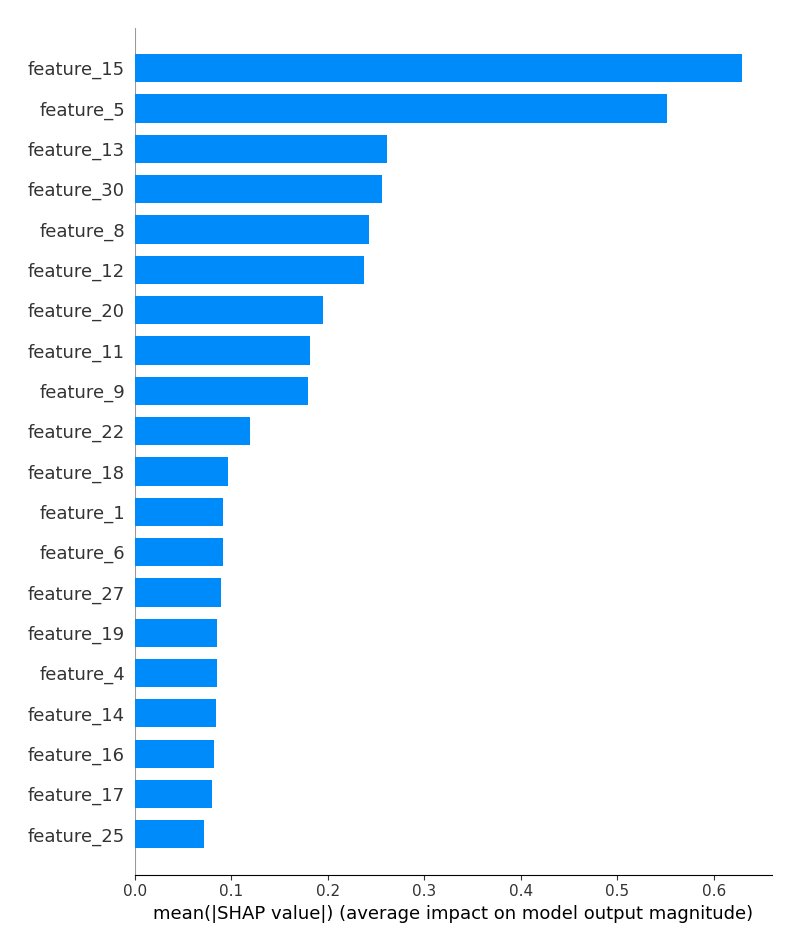 feature_15
feature_5
feature_13
feature_30
feature_8
feature_12
feature_20
feature_11
feature_9
feature_22
feature_18
feature_1
feature_6
feature_27
feature_19
feature_4
feature_14
feature_16
feature_17
feature_25
0.0 0.1 0.2 0.3 0.4 0.5 0.6
mean(|SHAP value|) (average impact on model output magnitude)